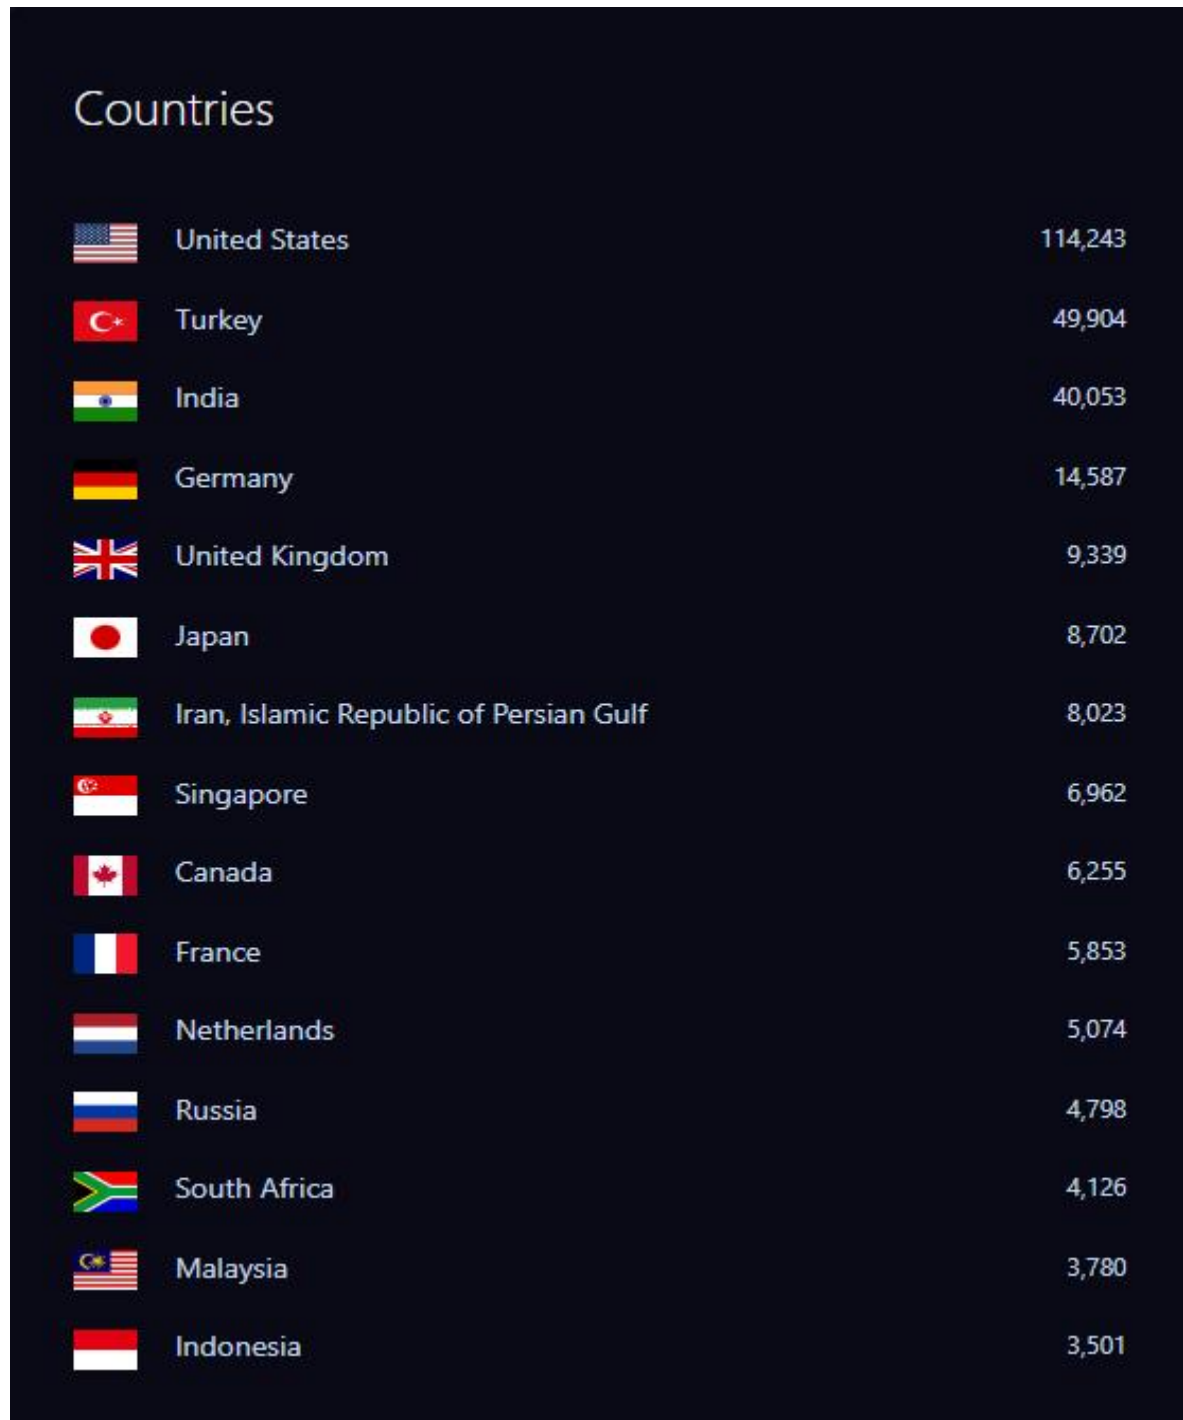 Countries
United States 114,243
Turkey 49,904
India 40,053
Germany 14,587
United Kingdom 9,339
Japan 8,702
Iran, Islamic Republic of Persian Gulf 8,023
Singapore 6,962
Canada 6,255
France 5,853
Netherlands 5,074
Russia 4,798
South Africa 4,126
Malaysia 3,780
Indonesia 3,501